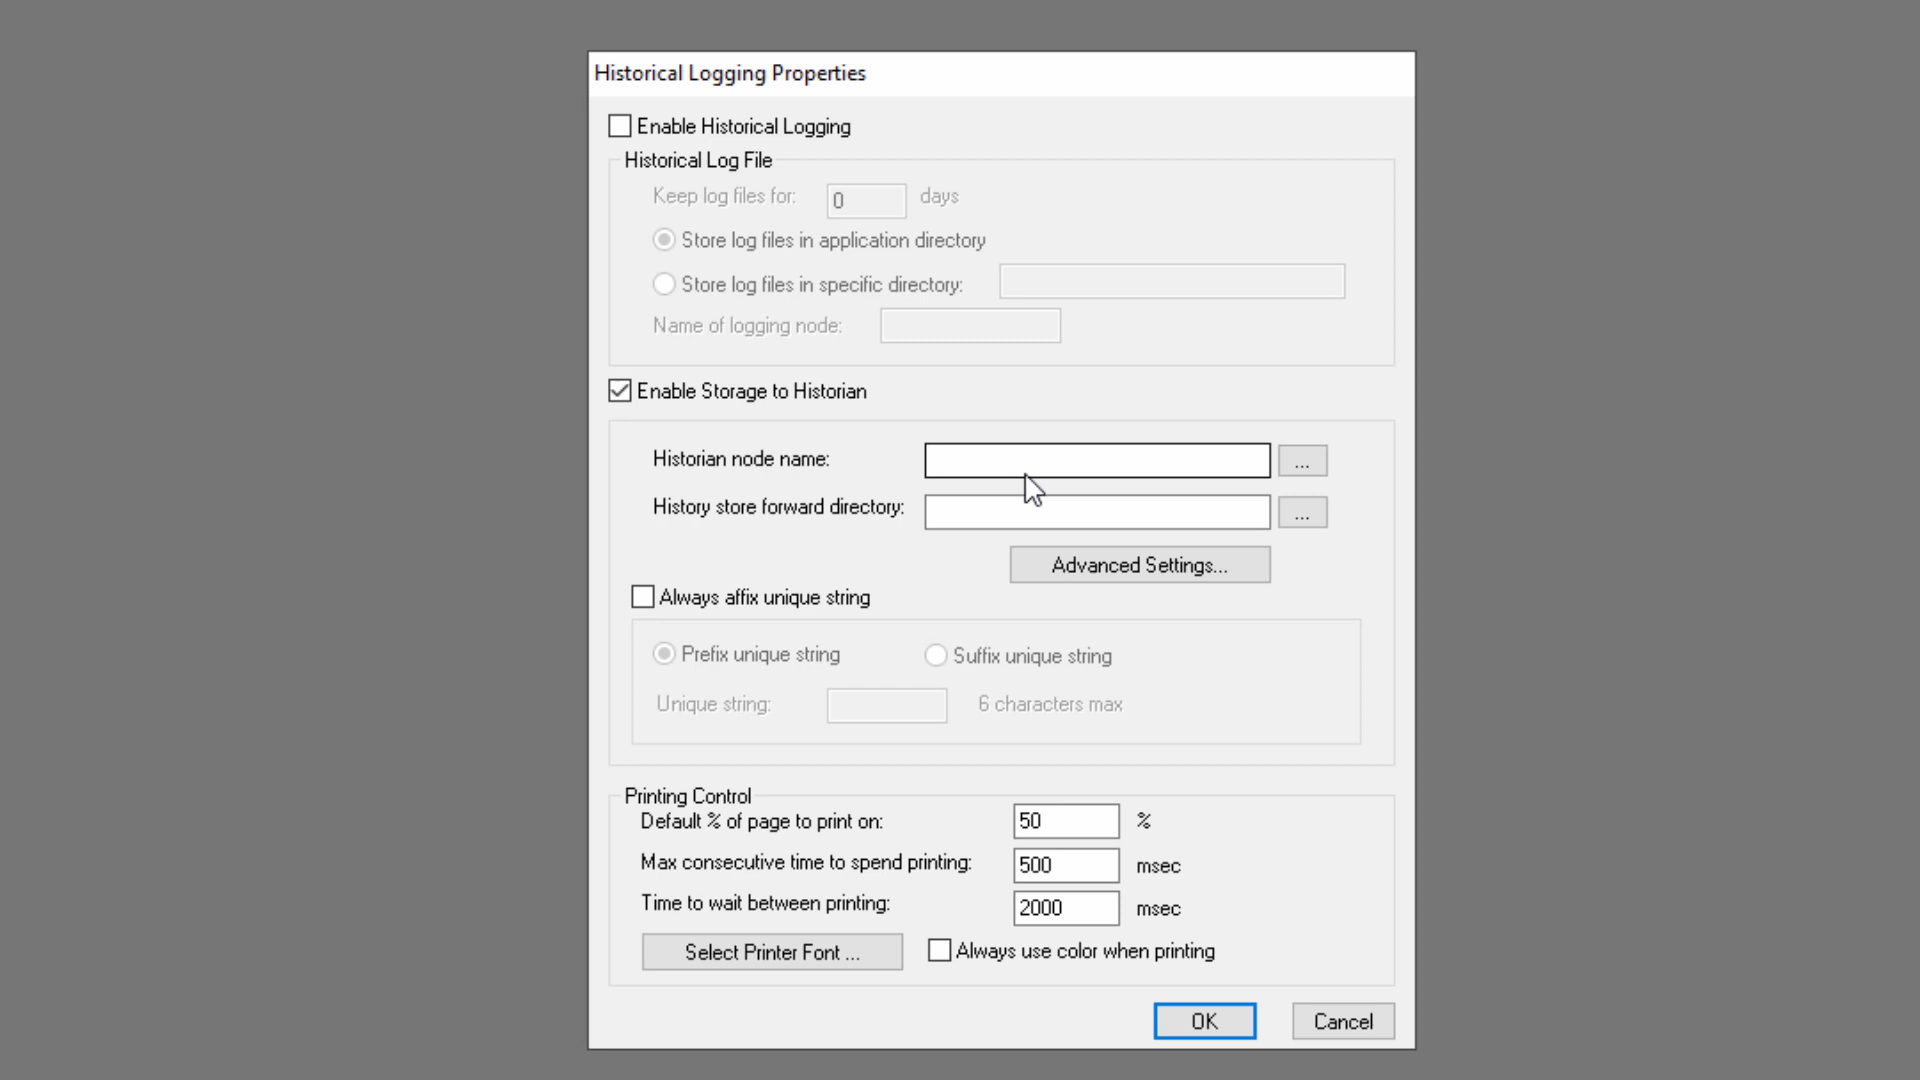 Historical Logging Properties
Enable Historical Logging
Historical Log File
Keep log files for: 0 days
Store log files in application directory
Store log files in specific directory:
Name of logging node:
Enable Storage to Historian
Historian node name: ...
History store forward directory: ...
Advanced Settings...
Always affix unique string
Prefix unique string Suffix unique string
Unique string: 6 characters max
Printing Control
Default % of page to print on: 50 %
Max consecutive time to spend printing: 500 msec
Time to wait between printing: 2000 msec
Select Printer Font ... Always use color when printing
OK Cancel